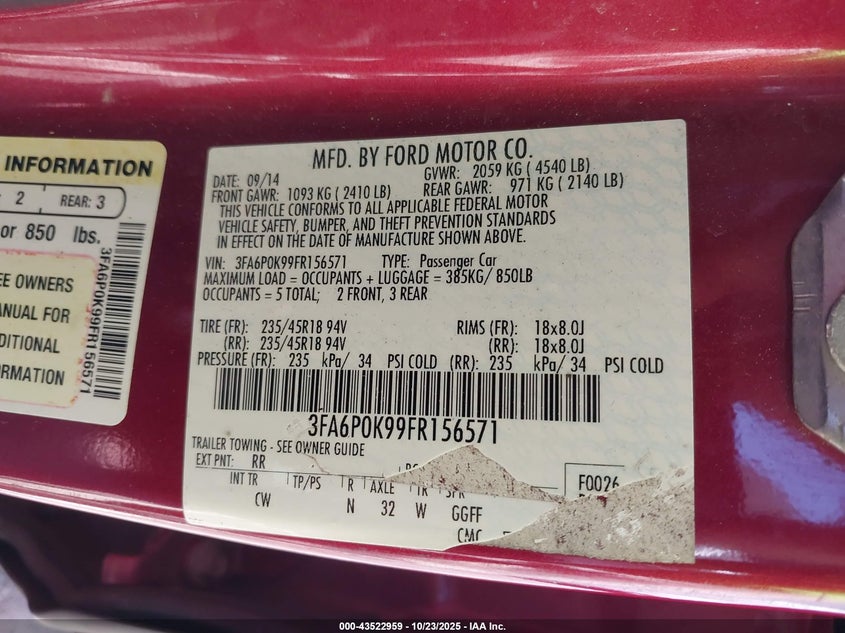 INFORMATION
2 REAR: 3
or 850 lbs.
EE OWNERS
ANUAL FOR
DITIONAL
ORMATION
3FA6P0K99FR156571
MFD. BY FORD MOTOR CO.
DATE: 09/14 GVWR: 2059 KG ( 4540 LB)
FRONT GAWR: 1093 KG ( 2410 LB) REAR GAWR: 971 KG ( 2140 LB)
THIS VEHICLE CONFORMS TO ALL APPLICABLE FEDERAL MOTOR
VEHICLE SAFETY, BUMPER, AND THEFT PREVENTION STANDARDS
IN EFFECT ON THE DATE OF MANUFACTURE SHOWN ABOVE.
VIN: 3FA6P0K99FR156571 TYPE: Passenger Car
MAXIMUM LOAD = OCCUPANTS + LUGGAGE = 385KG/ 850LB
OCCUPANTS = 5 TOTAL; 2 FRONT, 3 REAR
TIRE (FR): 235/45R18 94V RIMS (FR): 18x8.0J
(RR): 235/45R18 94V (RR): 18x8.0J
PRESSURE (FR): 235 kPa/ 34 PSI COLD (RR): 235 kPa/ 34 PSI COLD
3FA6P0K99FR156571
TRAILER TOWING - SEE OWNER GUIDE
EXT PNT: RR F0026
INT TR TP/PS R AXLE TR SPR
CW N 32 W GGFF
CMC
000-43522959 | 10/23/2025 | IAA Inc.